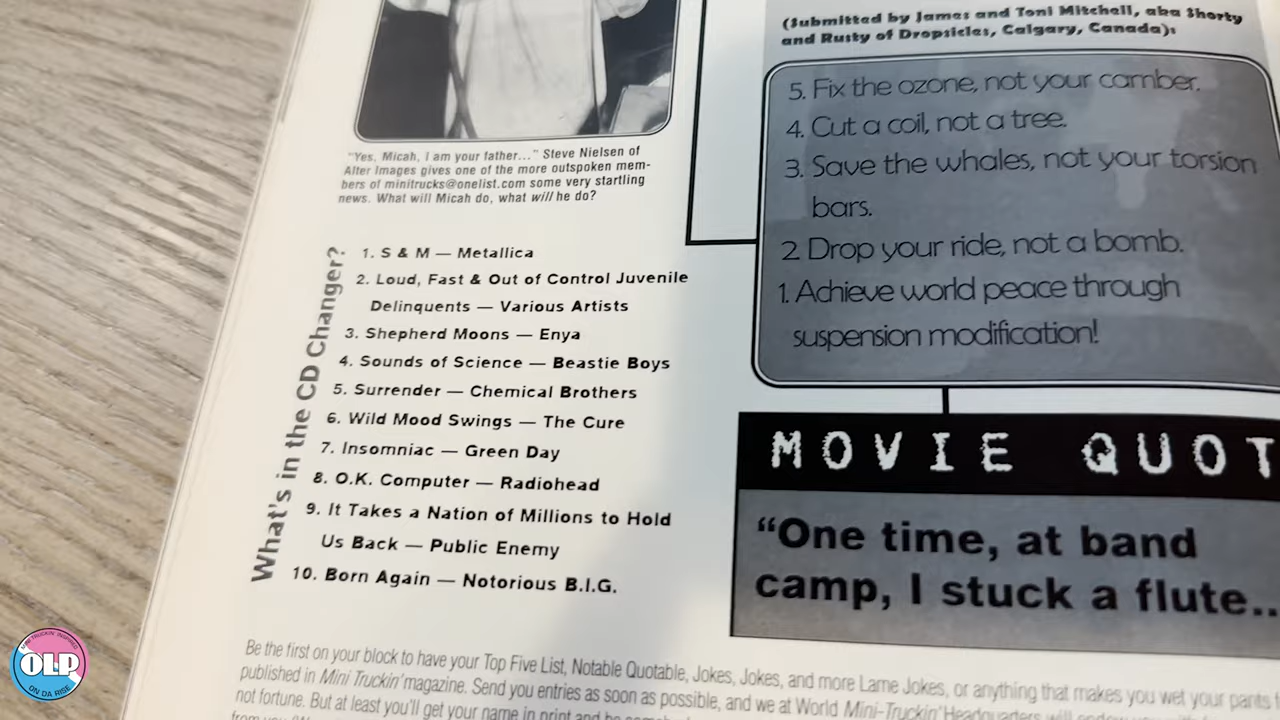 "Yes, Micah, I am your father..." Steve Nielsen of
Alter Images gives one of the more outspoken mem-
bers of minitrucks@onelist.com some very startling
news. What will Micah do, what will he do?
What's in the CD Changer?
1. S & M — Metallica
2. Loud, Fast & Out of Control Juvenile
Delinquents — Various Artists
3. Shepherd Moons — Enya
4. Sounds of Science — Beastie Boys
5. Surrender — Chemical Brothers
6. Wild Mood Swings — The Cure
7. Insomniac — Green Day
8. O.K. Computer — Radiohead
9. It Takes a Nation of Millions to Hold
Us Back — Public Enemy
10. Born Again — Notorious B.I.G.
(Submitted by James and Toni Mitchell, aka Shorty
and Rusty of Dropsicles, Calgary, Canada):
5. Fix the ozone, not your camber.
4. Cut a coil, not a tree.
3. Save the whales, not your torsion
bars.
2. Drop your ride, not a bomb.
1. Achieve world peace through
suspension modification!
MOVIE QUOT
"One time, at band
camp, I stuck a flute..
Be the first on your block to have your Top Five List, Notable Quotable, Jokes, Jokes, and more Lame Jokes, or anything that makes you wet your pants
published in Mini Truckin' magazine. Send you entries as soon as possible, and we at World Mini-Truckin' Headquarters will
not fortune. But at least you'll get your name in print and
OLP
ON DA RISE